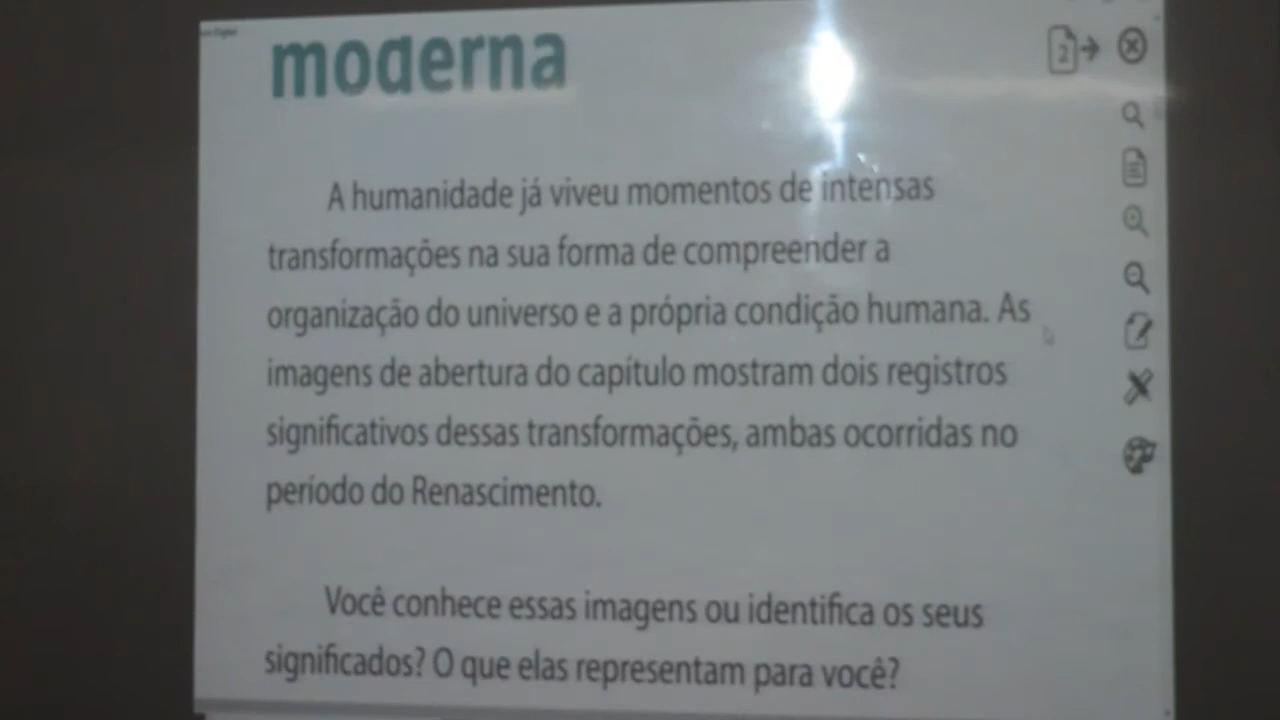 moderna
2
A humanidade já viveu momentos de intensas
transformações na sua forma de compreender a
organização do universo e a própria condição humana. As
imagens de abertura do capítulo mostram dois registros
significativos dessas transformações, ambas ocorridas no
período do Renascimento.
Você conhece essas imagens ou identifica os seus
significados? O que elas representam para você?